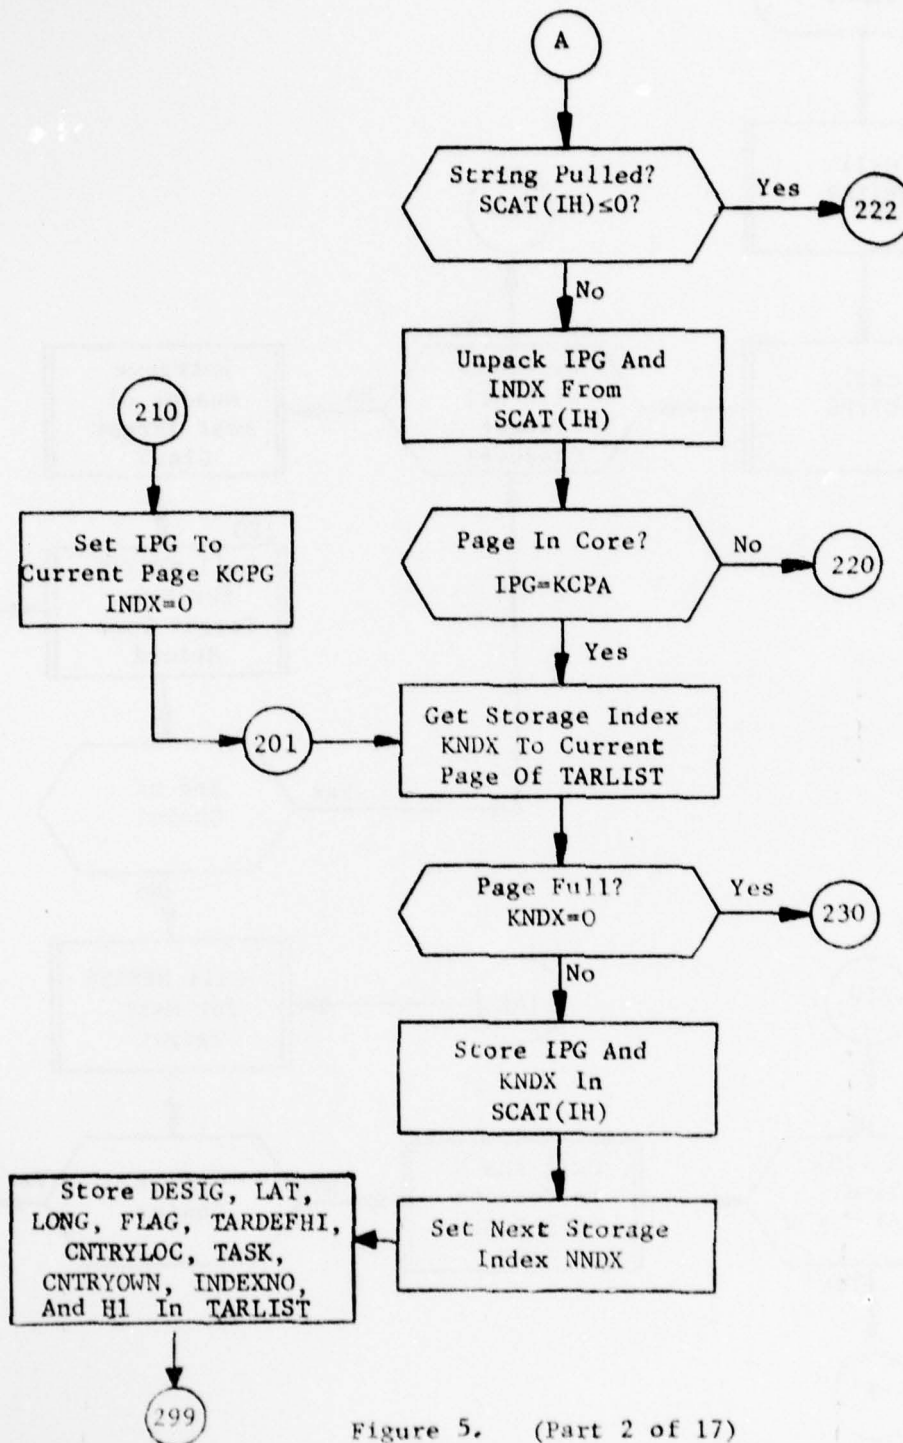 A
String Pulled?
SCAT(IH)≤0?
Yes
222
No
Unpack IPG And
INDX From
SCAT(IH)
210
Set IPG To
Current Page KCPG
INDX=0
Page In Core?
IPG=KCPA
No
220
Yes
201
Get Storage Index
KNDX To Current
Page Of TARLIST
Page Full?
KNDX=0
Yes
230
No
Store IPG And
KNDX In
SCAT(IH)
Set Next Storage
Index NNDX
Store DESIG, LAT,
LONG, FLAG, TARDEFHI,
CNTRYLOC, TASK,
CNTRYOWN, INDEXNO,
And H1 In TARLIST
299
Figure 5. (Part 2 of 17)